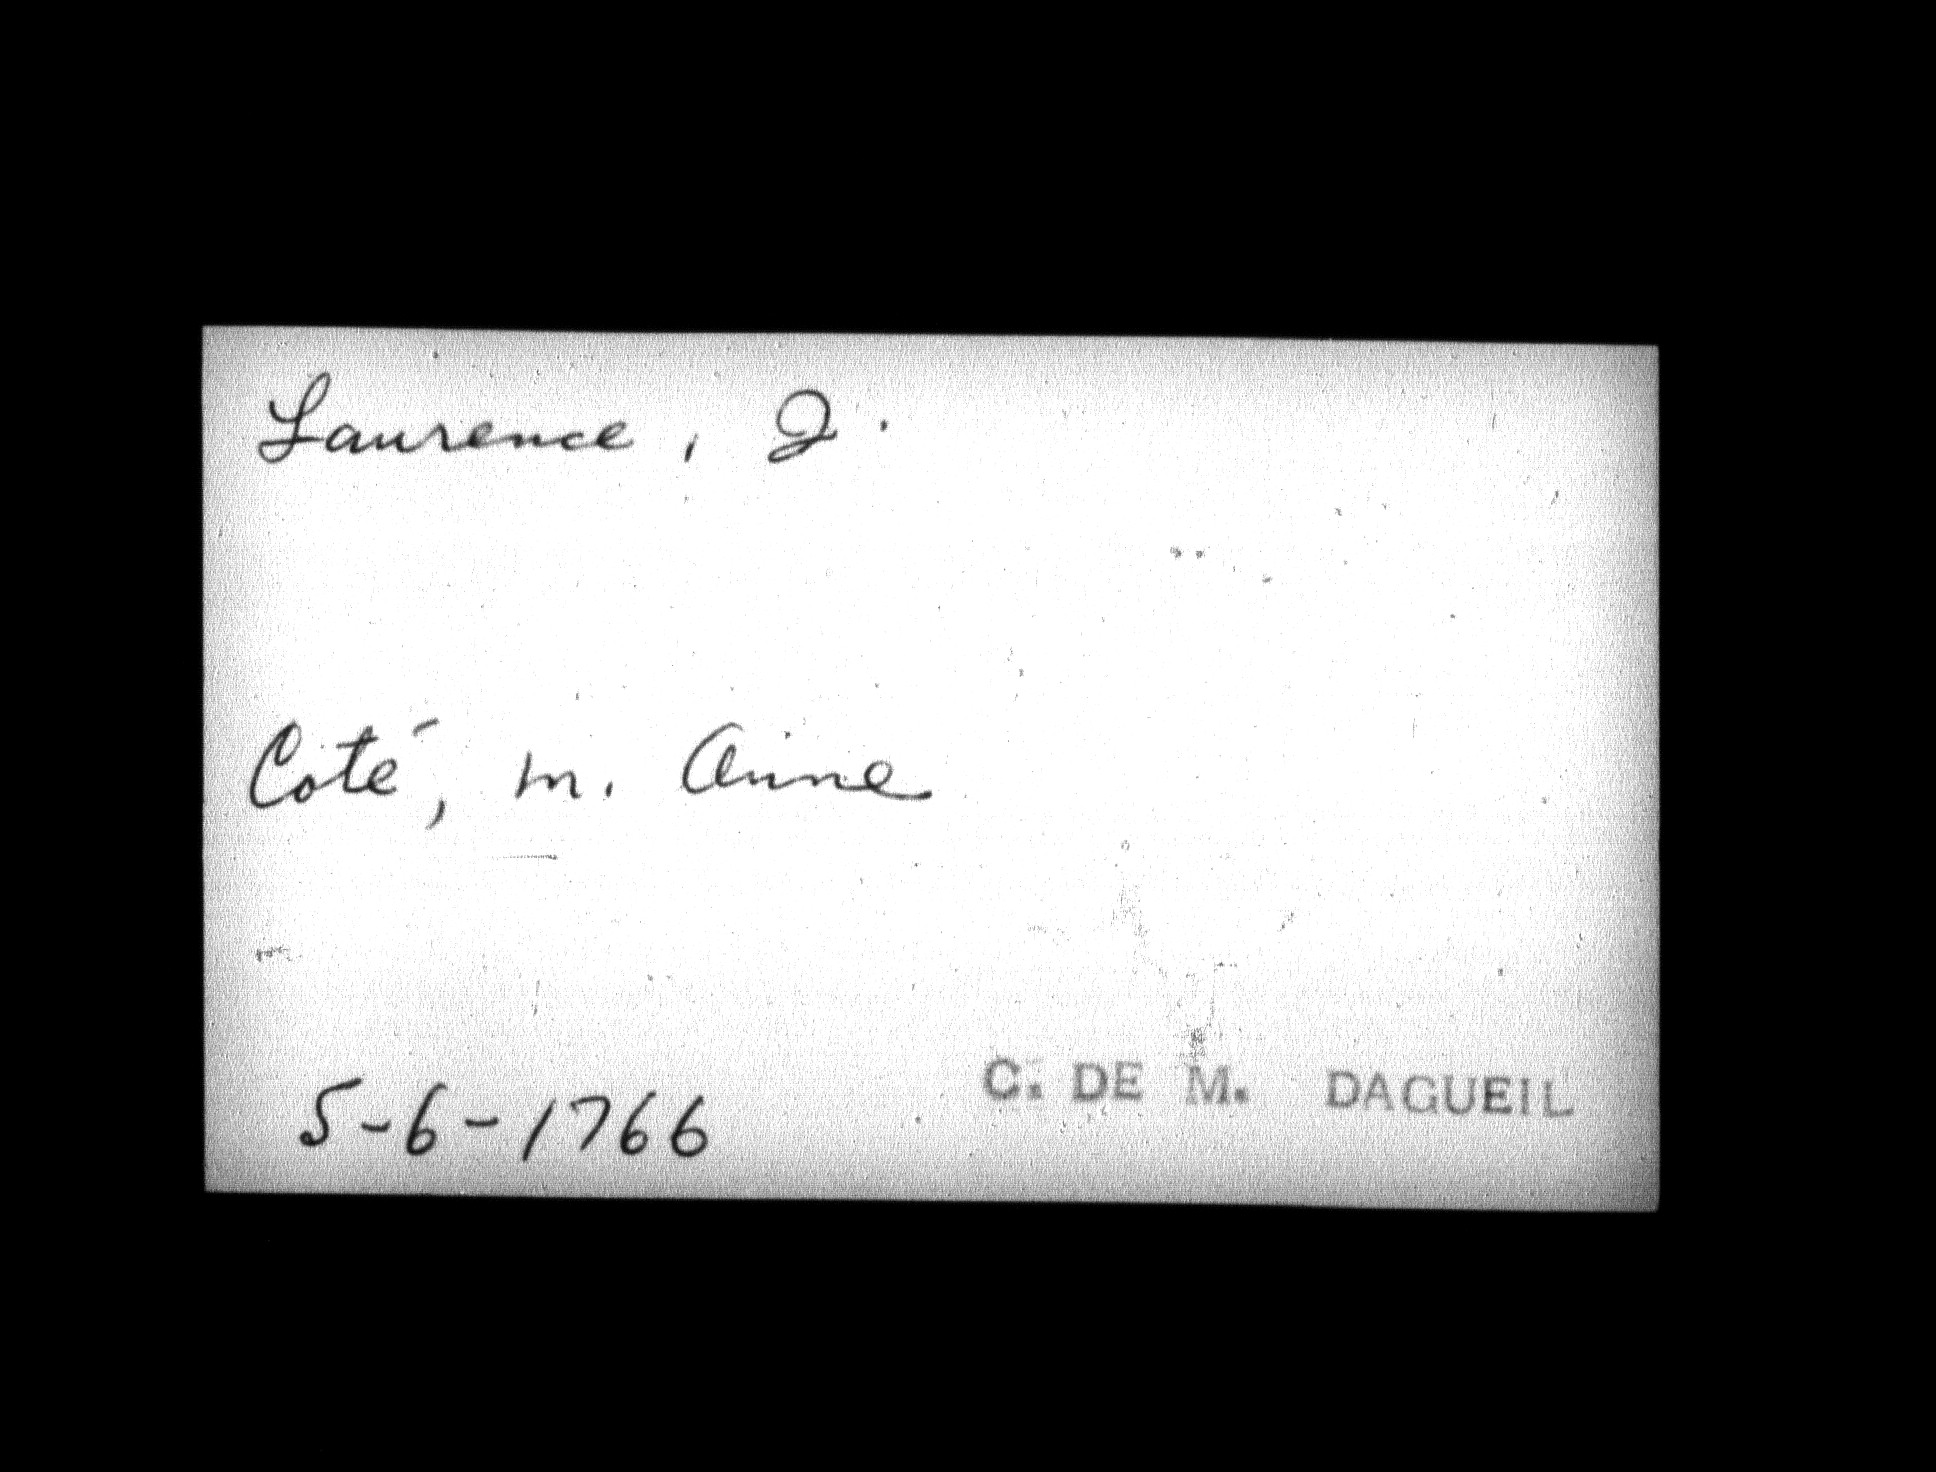 Laurence, J.
Coté, m. Anne
5-6-1766
C. DE M. DAGUEIL